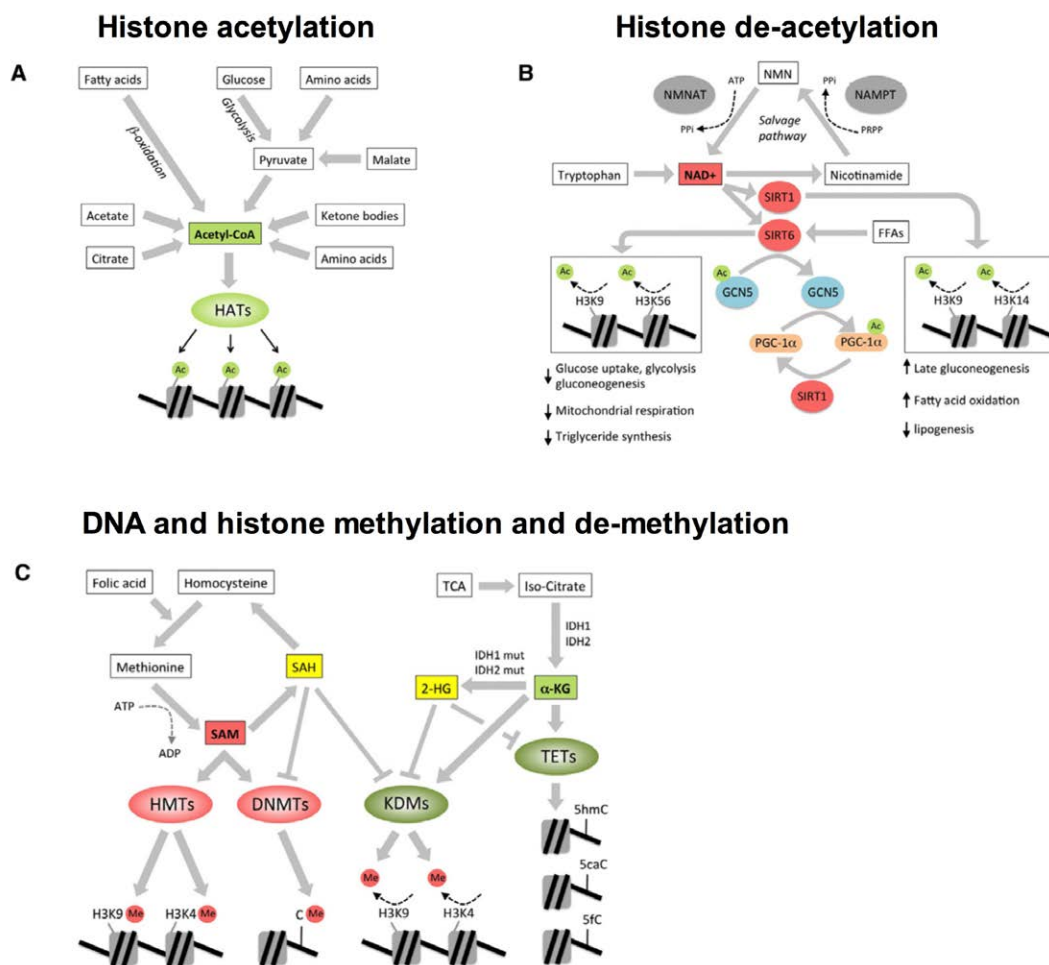 Histone acetylation
Histone de-acetylation
A
Fatty acids
Glucose
Amino acids
β-oxidation
Glycolysis
Pyruvate
Malate
Acetate
Acetyl-CoA
Ketone bodies
Citrate
Amino acids
HATs
Ac
Ac
Ac
B
NMN
NMNAT
ATP
PPi
NAMPT
PPi
Salvage
pathway
PRPP
Tryptophan
NAD+
Nicotinamide
SIRT1
SIRT6
FFAs
Ac
Ac
H3K9
H3K56
Ac
GCN5
GCN5
Ac
Ac
H3K9
H3K14
PGC-1α
Ac
PGC-1α
SIRT1
Glucose uptake, glycolysis
gluconeogenesis
Mitochondrial respiration
Triglyceride synthesis
Late gluconeogenesis
Fatty acid oxidation
lipogenesis
DNA and histone methylation and de-methylation
C
Folic acid
Homocysteine
TCA
Iso-Citrate
IDH1
IDH2
Methionine
SAH
IDH1 mut
IDH2 mut
2-HG
α-KG
ATP
SAM
ADP
TETs
HMTs
DNMTs
KDMs
5hmC
Me
Me
5caC
H3K9 Me
H3K4 Me
C Me
H3K9
H3K4
5fC